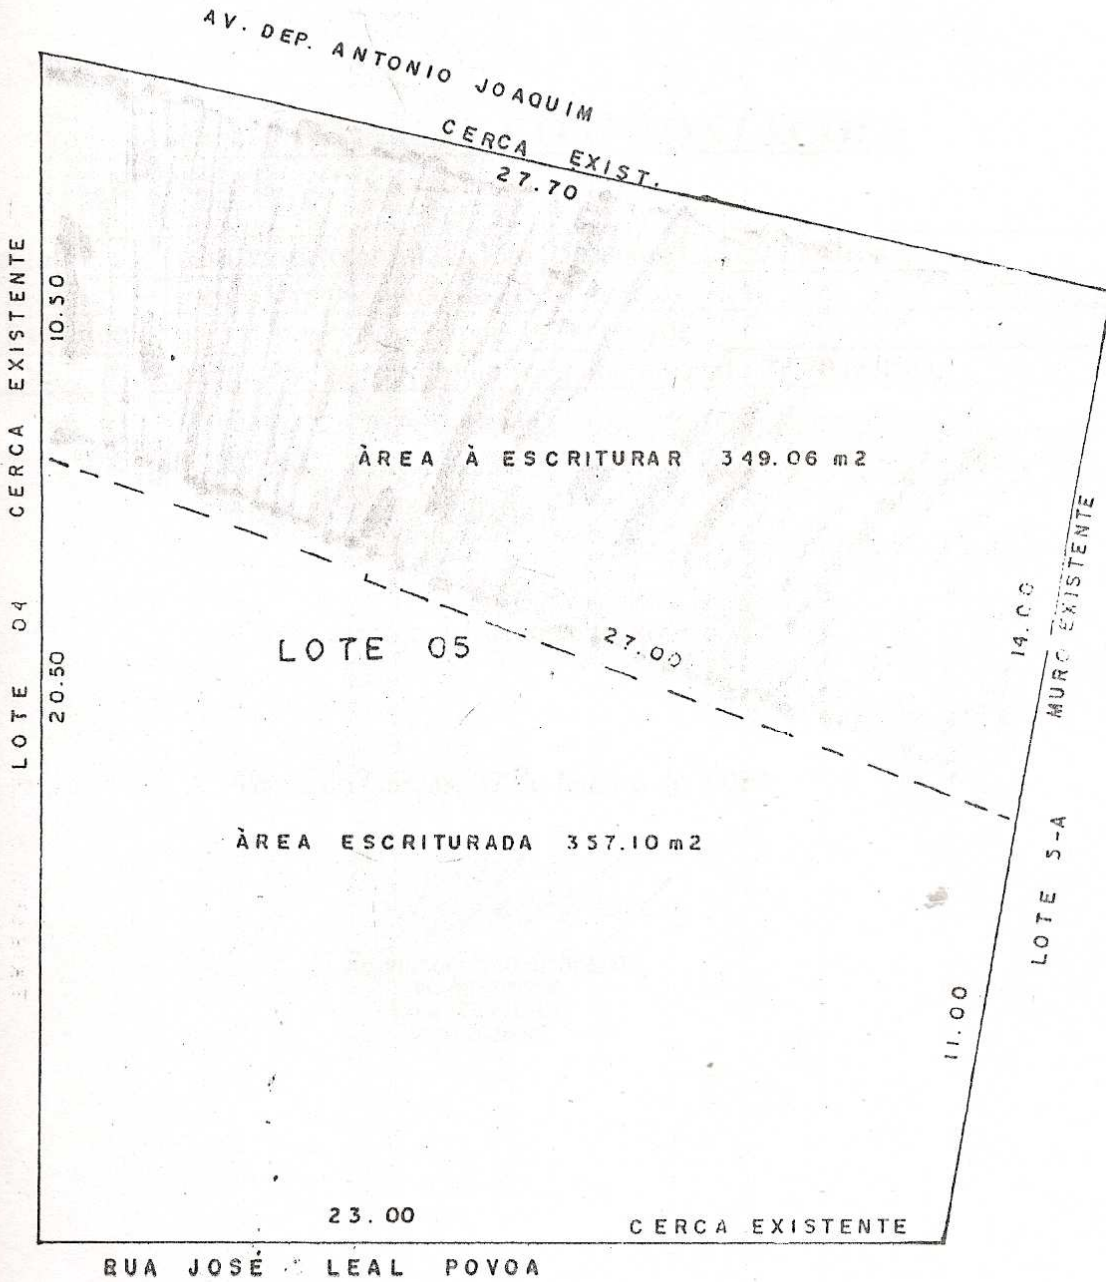 AV. DEP. ANTONIO JOAQUIM
CERCA EXIST.
27.70
LOTE 04 CERCA EXISTENTE
10.50
ÀREA À ESCRITURAR 349.06 m2
14.00
MURO EXISTENTE
LOTE 05
27.00
20.50
ÀREA ESCRITURADA 357.10 m2
LOTE 5-A
11.00
23.00
CERCA EXISTENTE
RUA JOSÉ LEAL POVOA